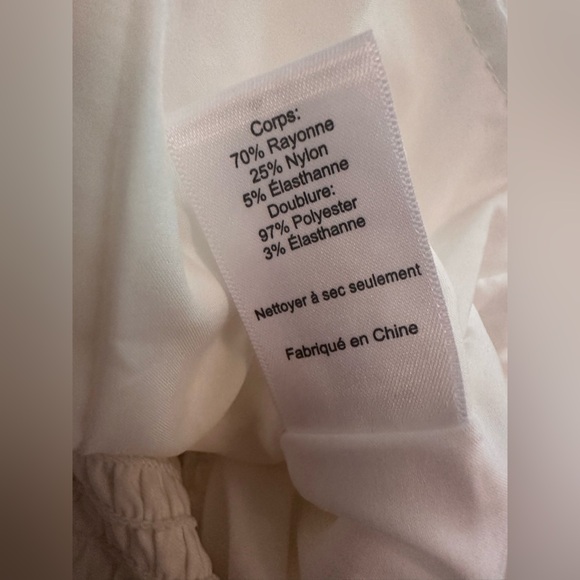 Corps:
70% Rayonne
25% Nylon
5% Élasthanne
Doublure:
97% Polyester
3% Élasthanne
Nettoyer à sec seulement
Fabriqué en Chine